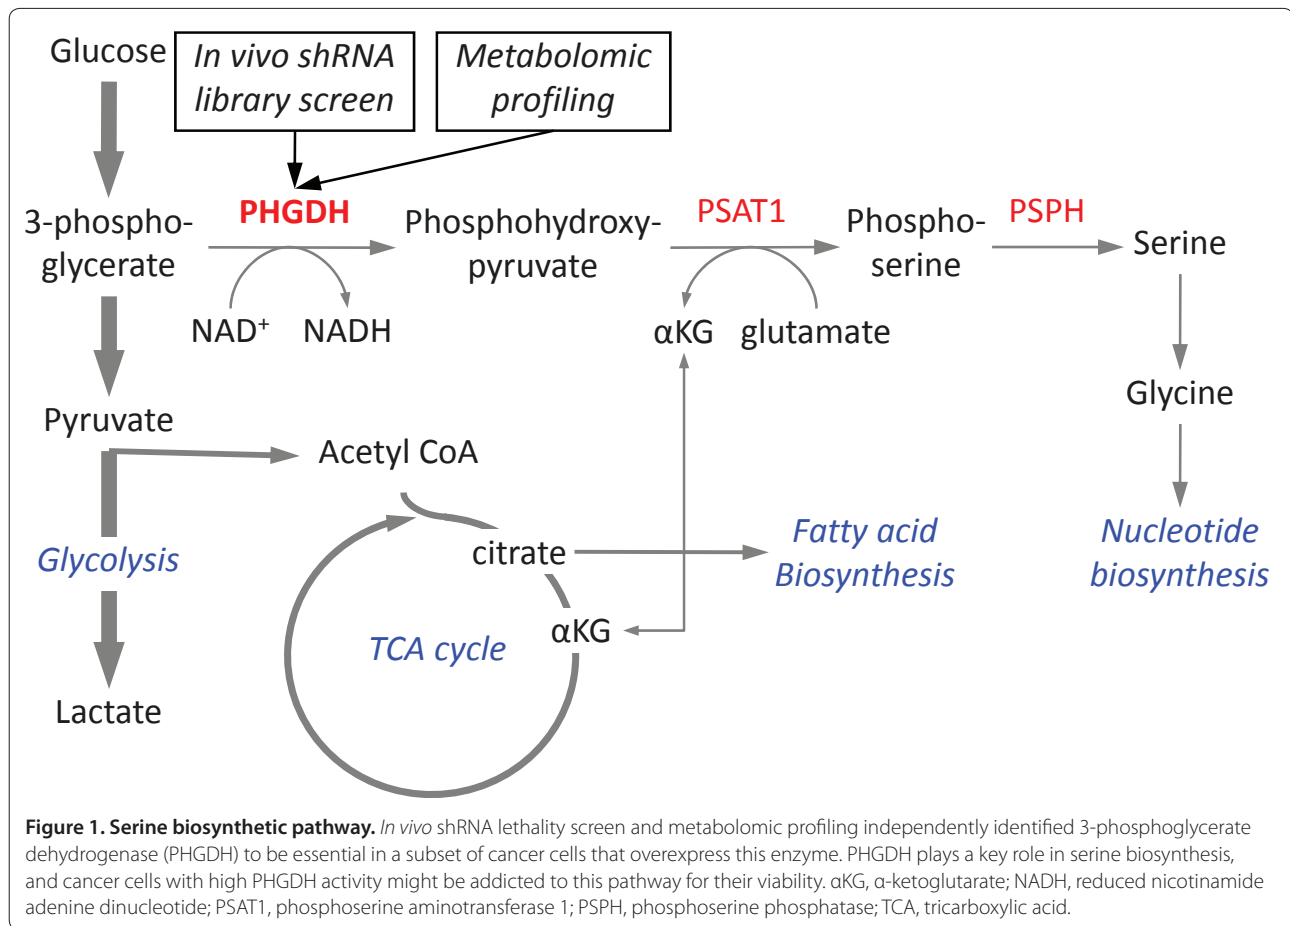 Glucose
In vivo shRNA
library screen
Metabolomic
profiling
3-phospho-
glycerate
PHGDH
Phosphohydroxy-
pyruvate
PSAT1
Phospho-
serine
PSPH
Serine
NAD⁺
NADH
αKG
glutamate
Glycine
Pyruvate
Acetyl CoA
citrate
Fatty acid
Biosynthesis
Nucleotide
biosynthesis
Glycolysis
TCA cycle
αKG
Lactate
Figure 1. Serine biosynthetic pathway. In vivo shRNA lethality screen and metabolomic profiling independently identified 3-phosphoglycerate
dehydrogenase (PHGDH) to be essential in a subset of cancer cells that overexpress this enzyme. PHGDH plays a key role in serine biosynthesis,
and cancer cells with high PHGDH activity might be addicted to this pathway for their viability. αKG, α-ketoglutarate; NADH, reduced nicotinamide
adenine dinucleotide; PSAT1, phosphoserine aminotransferase 1; PSPH, phosphoserine phosphatase; TCA, tricarboxylic acid.